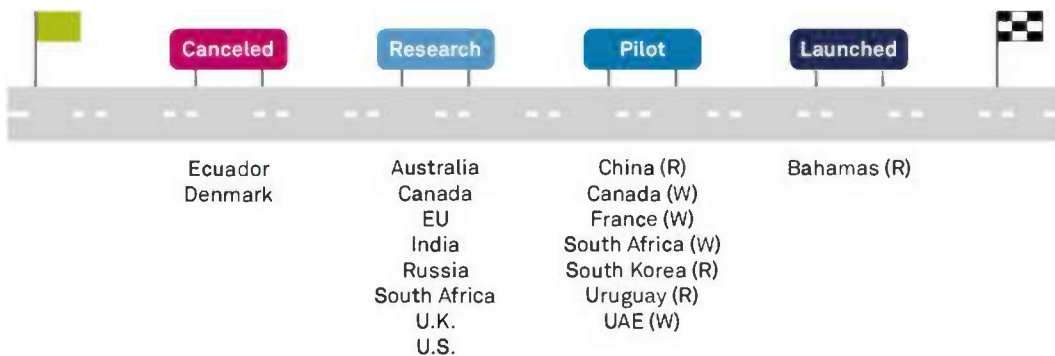 Canceled
Research
Pilot
Launched
Ecuador
Denmark
Australia
Canada
EU
India
Russia
South Africa
U.K.
U.S.
China (R)
Canada (W)
France (W)
South Africa (W)
South Korea (R)
Uruguay (R)
UAE (W)
Bahamas (R)